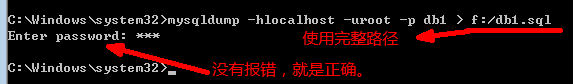 C:\Windows\system32>mysqldump -hlocalhost -uroot -p db1 > f:/db1.sql
Enter password: ***
使用完整路径
C:\Windows\system32>
没有报错，就是正确。